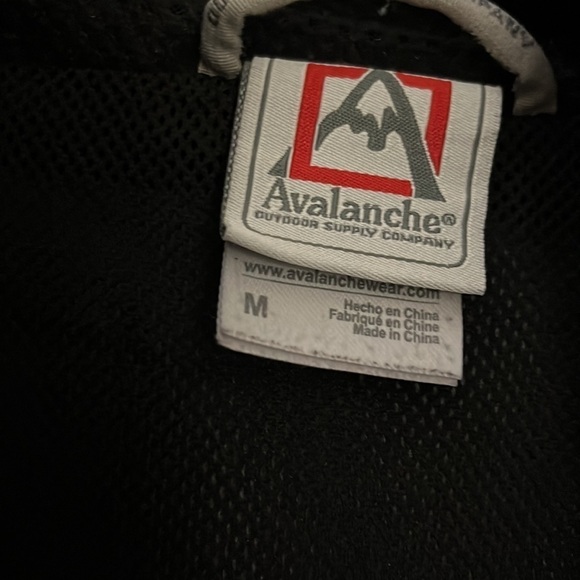 Avalanche®
OUTDOOR SUPPLY COMPANY
www.avalanchewear.com
M
Hecho en China
Fabriqué en Chine
Made in China